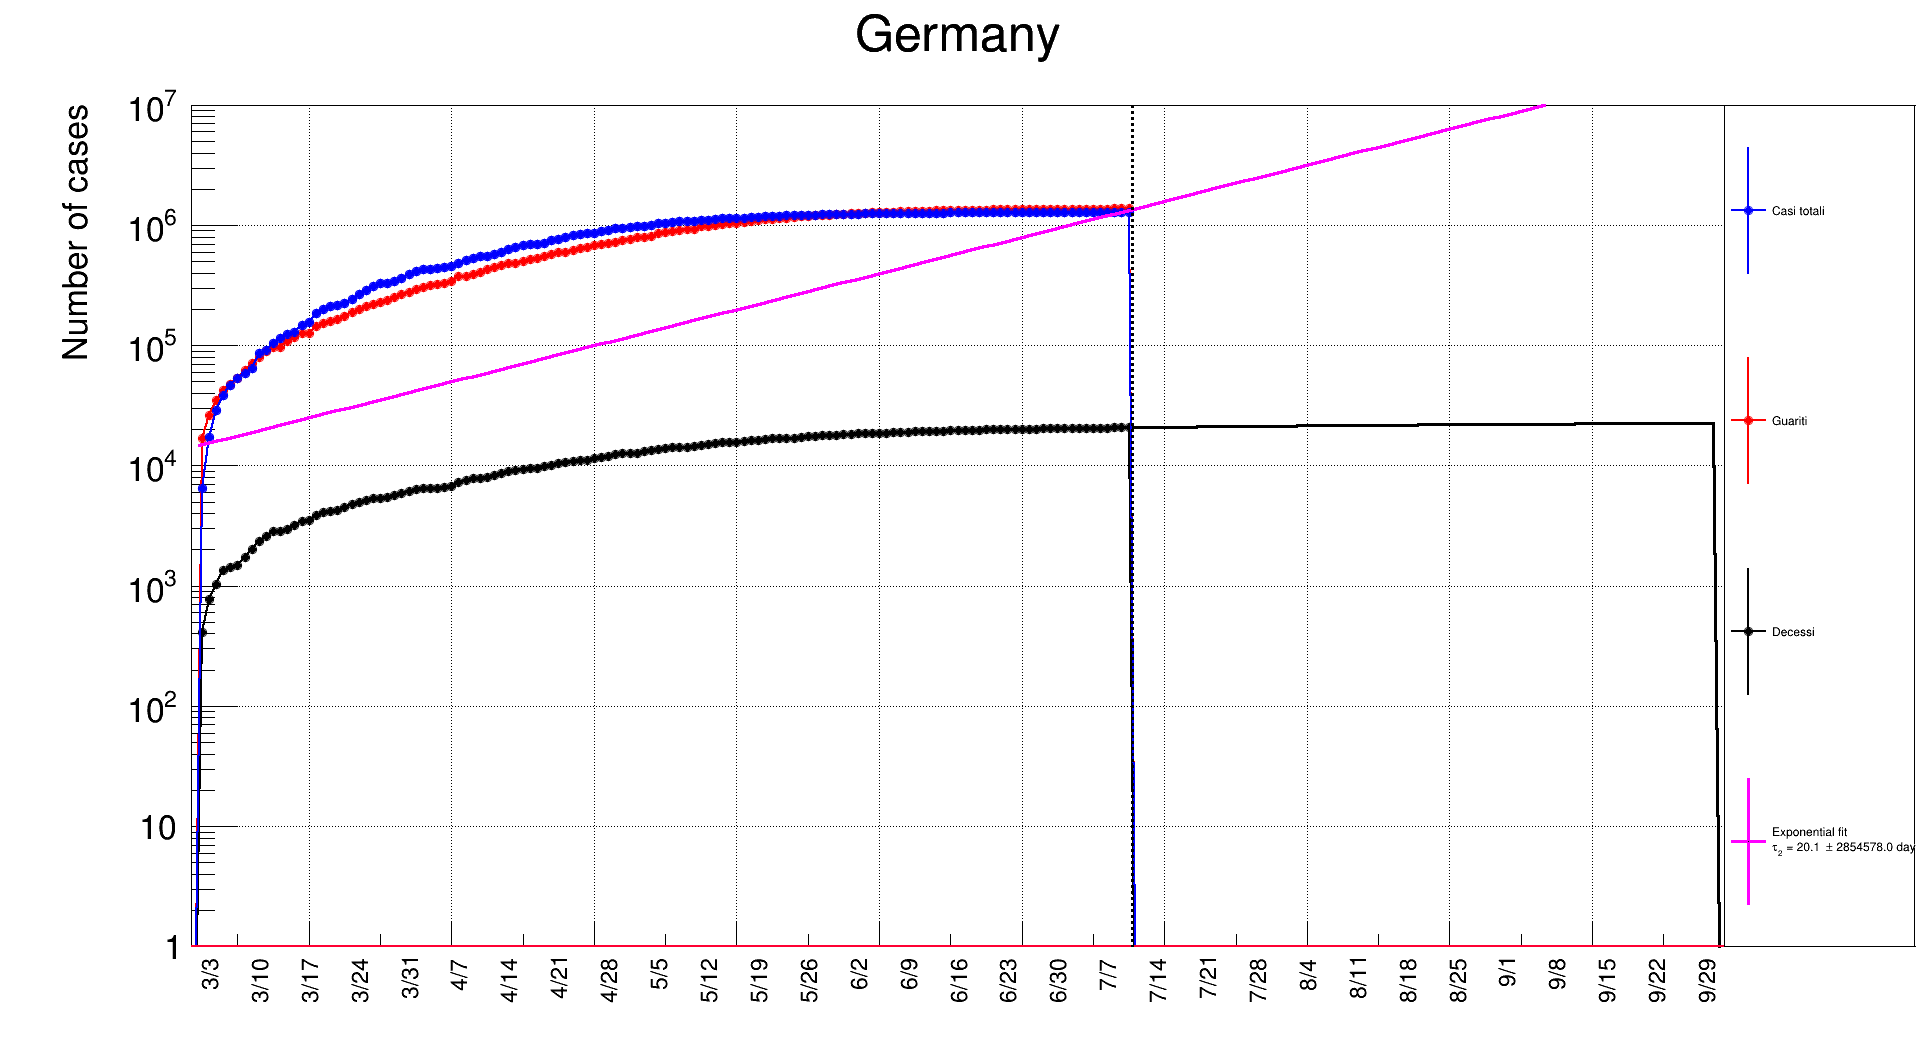 Germany
Number of cases
10^7
10^6
10^5
10^4
10^3
10^2
10
1
3/3 3/10 3/17 3/24 3/31 4/7 4/14 4/21 4/28 5/5 5/12 5/19 5/26 6/2 6/9 6/16 6/23 6/30 7/7 7/14 7/21 7/28 8/4 8/11 8/18 8/25 9/1 9/8 9/15 9/22 9/29
Casi totali
Guariti
Decessi
Exponential fit
τ_2 = 20.1 ± 2854578.0 day